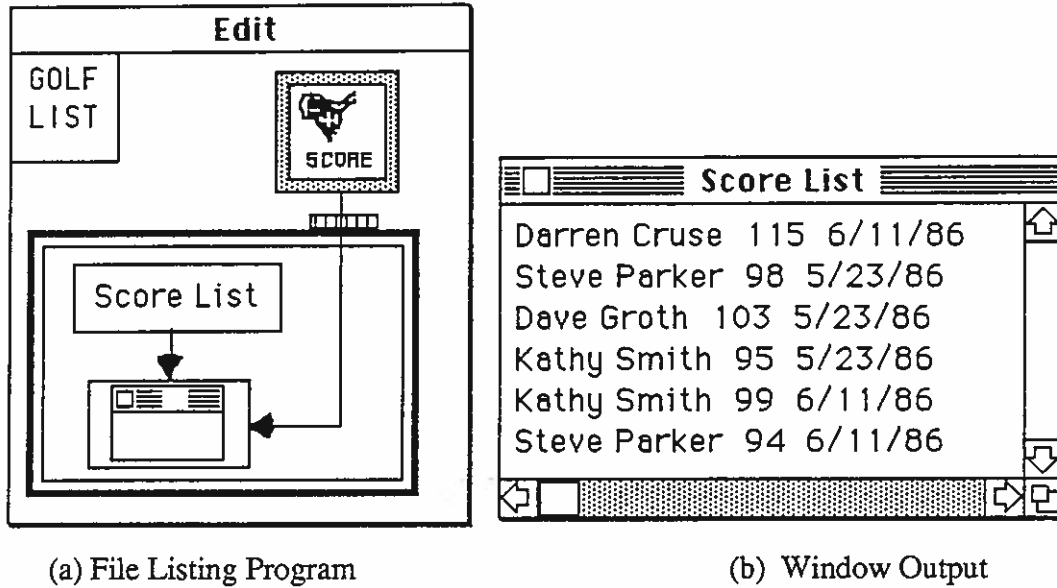 Edit
GOLF
LIST
SCORE
Score List
(a) File Listing Program
Score List
Darren Cruse 115 6/11/86
Steve Parker 98 5/23/86
Dave Groth 103 5/23/86
Kathy Smith 95 5/23/86
Kathy Smith 99 6/11/86
Steve Parker 94 6/11/86
(b) Window Output